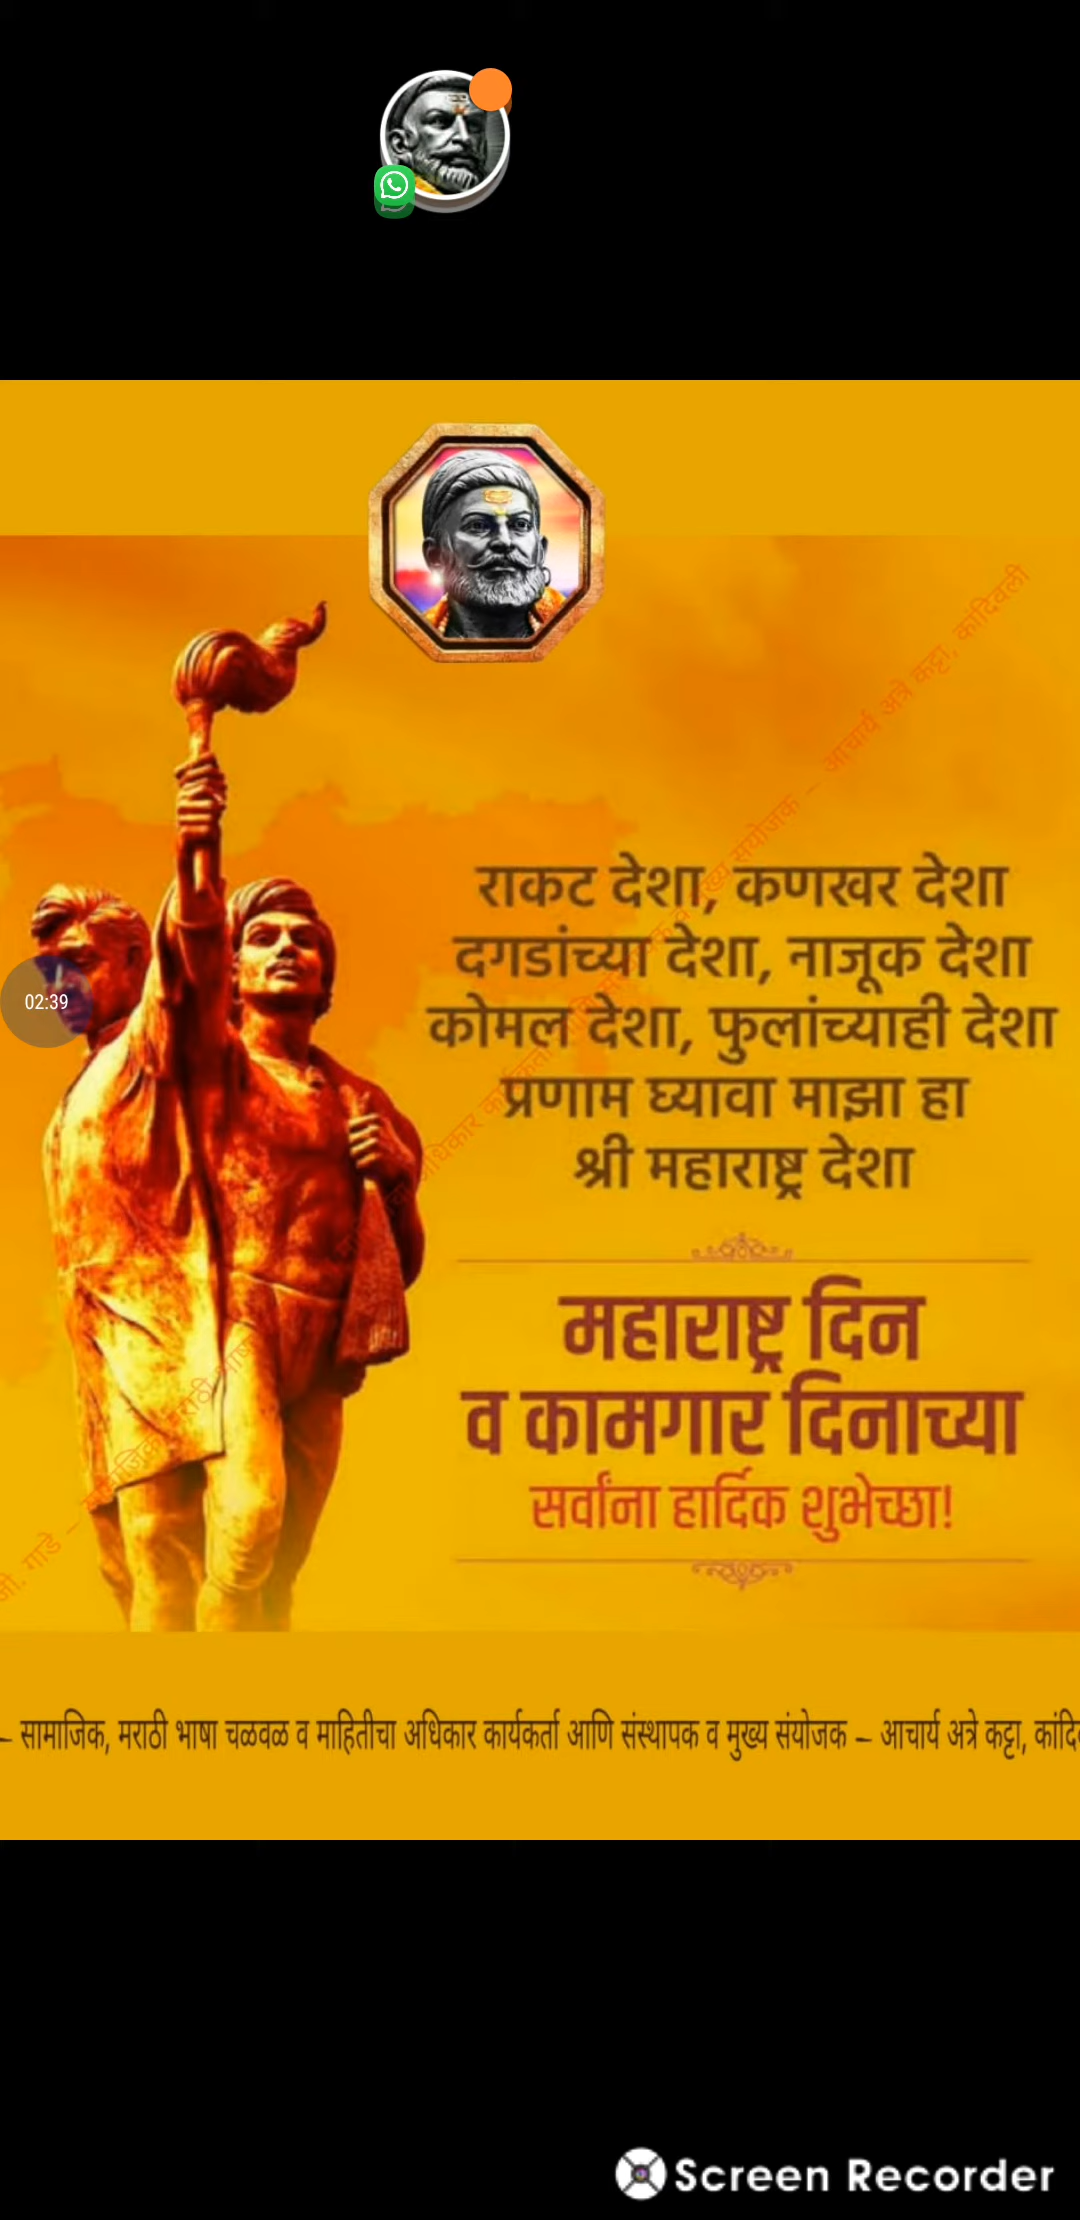 राकट देशा, कणखर देशा
दगडांच्या देशा, नाजूक देशा
कोमल देशा, फुलांच्याही देशा
प्रणाम घ्यावा माझा हा
श्री महाराष्ट्र देशा
02:39
महाराष्ट्र दिन
व कामगार दिनाच्या
सर्वांना हार्दिक शुभेच्छा!
– सामाजिक, मराठी भाषा चळवळ व माहितीचा अधिकार कार्यकर्ता आणि संस्थापक व मुख्य संयोजक – आचार्य अत्रे कट्टा,
Screen Recorder